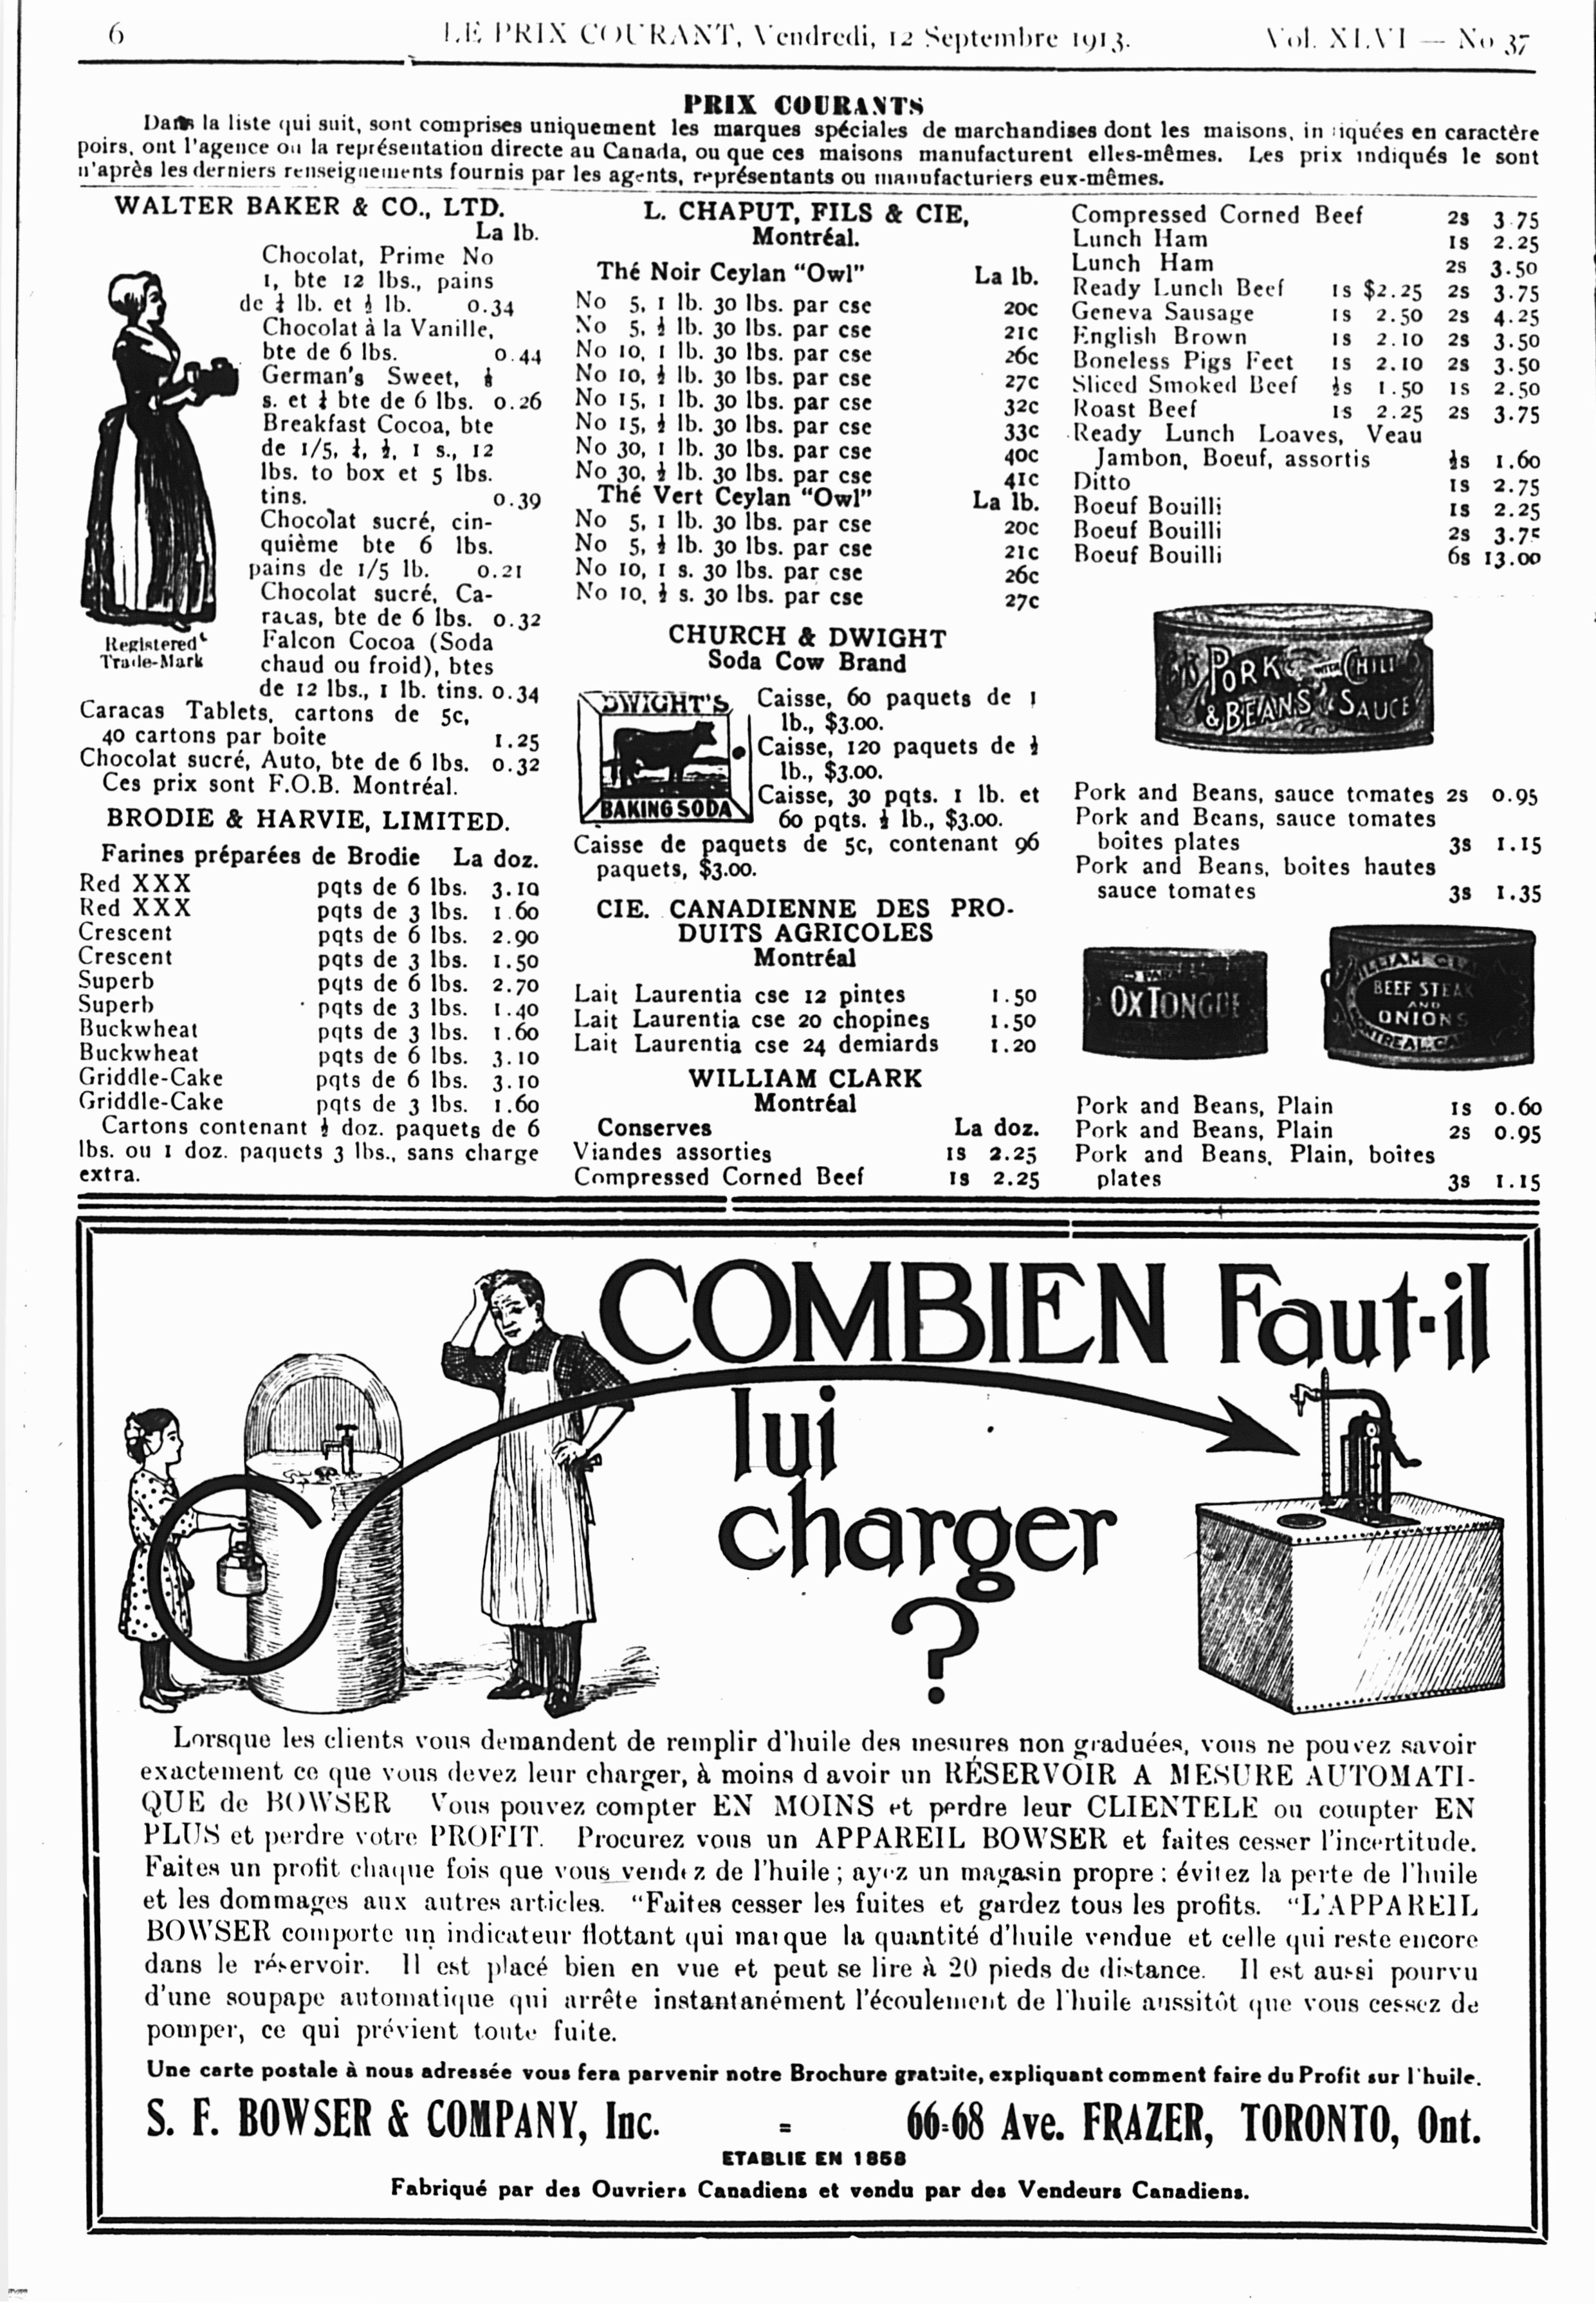 6 LE PRIX COURANT, Vendredi, 12 Septembre 1913. Vol. XLVI — No 37
PRIX COURANTS
Dans la liste qui suit, sont comprises uniquement les marques spéciales de marchandises dont les maisons, in iquées en caractère
poirs, ont l'agence ou la représentation directe au Canada, ou que ces maisons manufacturent elles-mêmes. Les prix indiqués le sont
n'après les derniers renseignements fournis par les agents, représentants ou manufacturiers eux-mêmes.
WALTER BAKER & CO., LTD.
La lb.
Chocolat, Prime No
1, bte 12 lbs., pains
de ¼ lb. et ½ lb. 0.34
Chocolat à la Vanille,
bte de 6 lbs. 0.44
German's Sweet, ⅛
s. et ¼ bte de 6 lbs. 0.26
Breakfast Cocoa, bte
de 1/5, ¼, ½, 1 s., 12
lbs. to box et 5 lbs.
tins. 0.39
Chocolat sucré, cin-
quième bte 6 lbs.
pains de 1/5 lb. 0.21
Chocolat sucré, Ca-
racas, bte de 6 lbs. 0.32
Falcon Cocoa (Soda
chaud ou froid), btes
de 12 lbs., 1 lb. tins. 0.34
Registered
Trade-Mark
Caracas Tablets, cartons de 5c,
40 cartons par boite 1.25
Chocolat sucré, Auto, bte de 6 lbs. 0.32
Ces prix sont F.O.B. Montréal.
BRODIE & HARVIE, LIMITED.
Farines préparées de Brodie La doz.
Red XXX pqts de 6 lbs. 3.10
Red XXX pqts de 3 lbs. 1.60
Crescent pqts de 6 lbs. 2.90
Crescent pqts de 3 lbs. 1.50
Superb pqts de 6 lbs. 2.70
Superb pqts de 3 lbs. 1.40
Buckwheat pqts de 3 lbs. 1.60
Buckwheat pqts de 6 lbs. 3.10
Griddle-Cake pqts de 6 lbs. 3.10
Griddle-Cake pqts de 3 lbs. 1.60
Cartons contenant ½ doz. paquets de 6
lbs. ou 1 doz. paquets 3 lbs., sans charge
extra.
L. CHAPUT, FILS & CIE,
Montréal.
Thé Noir Ceylan "Owl" La lb.
No 5, 1 lb. 30 lbs. par cse 20c
No 5, ½ lb. 30 lbs. par cse 21c
No 10, 1 lb. 30 lbs. par cse 26c
No 10, ½ lb. 30 lbs. par cse 27c
No 15, 1 lb. 30 lbs. par cse 32c
No 15, ½ lb. 30 lbs. par cse 33c
No 30, 1 lb. 30 lbs. par cse 40c
No 30, ½ lb. 30 lbs. par cse 41c
Thé Vert Ceylan "Owl" La lb.
No 5, 1 lb. 30 lbs. par cse 20c
No 5, ½ lb. 30 lbs. par cse 21c
No 10, 1 s. 30 lbs. par cse 26c
No 10, ½ s. 30 lbs. par cse 27c
CHURCH & DWIGHT
Soda Cow Brand
DWIGHT'S
BAKING SODA
Caisse, 60 paquets de 1
lb., $3.00.
Caisse, 120 paquets de ½
lb., $3.00.
Caisse, 30 pqts. 1 lb. et
60 pqts. ½ lb., $3.00.
Caisse de paquets de 5c, contenant 96
paquets, $3.00.
CIE. CANADIENNE DES PRO-
DUITS AGRICOLES
Montréal
Lait Laurentia cse 12 pintes 1.50
Lait Laurentia cse 20 chopines 1.50
Lait Laurentia cse 24 demiards 1.20
WILLIAM CLARK
Montréal
Conserves La doz.
Viandes assorties 1s 2.25
Compressed Corned Beef 1s 2.25
Compressed Corned Beef 2s 3.75
Lunch Ham 1s 2.25
Lunch Ham 2s 3.50
Ready Lunch Beef 1s $2.25 2s 3.75
Geneva Sausage 1s 2.50 2s 4.25
English Brown 1s 2.10 2s 3.50
Boneless Pigs Feet 1s 2.10 2s 3.50
Sliced Smoked Beef ½s 1.50 1s 2.50
Roast Beef 1s 2.25 2s 3.75
Ready Lunch Loaves, Veau
Jambon, Boeuf, assortis ½s 1.60
Ditto 1s 2.75
Boeuf Bouilli 1s 2.25
Boeuf Bouilli 2s 3.75
Boeuf Bouilli 6s 13.00
PORK WITH CHILI
& BEANS SAUCE
Pork and Beans, sauce tomates 2s 0.95
Pork and Beans, sauce tomates
boites plates 3s 1.15
Pork and Beans, boites hautes
sauce tomates 3s 1.35
OX TONGUE
WILLIAM CLA
BEEF STEAK
AND
ONIONS
MONTREAL. CA
Pork and Beans, Plain 1s 0.60
Pork and Beans, Plain 2s 0.95
Pork and Beans, Plain, boites
plates 3s 1.15
COMBIEN Faut-il
lui
charger
?
Lorsque les clients vous demandent de remplir d'huile des mesures non graduées, vous ne pouvez savoir
exactement ce que vous devez leur charger, à moins d avoir un RÉSERVOIR A MESURE AUTOMATI-
QUE de BOWSER Vous pouvez compter EN MOINS et perdre leur CLIENTELE ou compter EN
PLUS et perdre votre PROFIT. Procurez vous un APPAREIL BOWSER et faites cesser l'incertitude.
Faites un profit chaque fois que vous vendez de l'huile; ayez un magasin propre: évitez la perte de l'huile
et les dommages aux autres articles. "Faites cesser les fuites et gardez tous les profits. "L'APPAREIL
BOWSER comporte un indicateur flottant qui marque la quantité d'huile vendue et celle qui reste encore
dans le réservoir. Il est placé bien en vue et peut se lire à 20 pieds de distance. Il est aussi pourvu
d'une soupape automatique qui arrête instantanément l'écoulement de l'huile aussitôt que vous cessez de
pomper, ce qui prévient toute fuite.
Une carte postale à nous adressée vous fera parvenir notre Brochure gratuite, expliquant comment faire du Profit sur l'huile.
S. F. BOWSER & COMPANY, Inc. = 66-68 Ave. FRAZER, TORONTO, Ont.
ETABLIE EN 1858
Fabriqué par des Ouvriers Canadiens et vendu par des Vendeurs Canadiens.